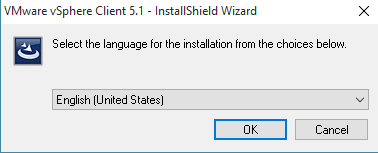 VMware vSphere Client 5.1 - InstallShield Wizard
Select the language for the installation from the choices below.
English (United States)
OK
Cancel